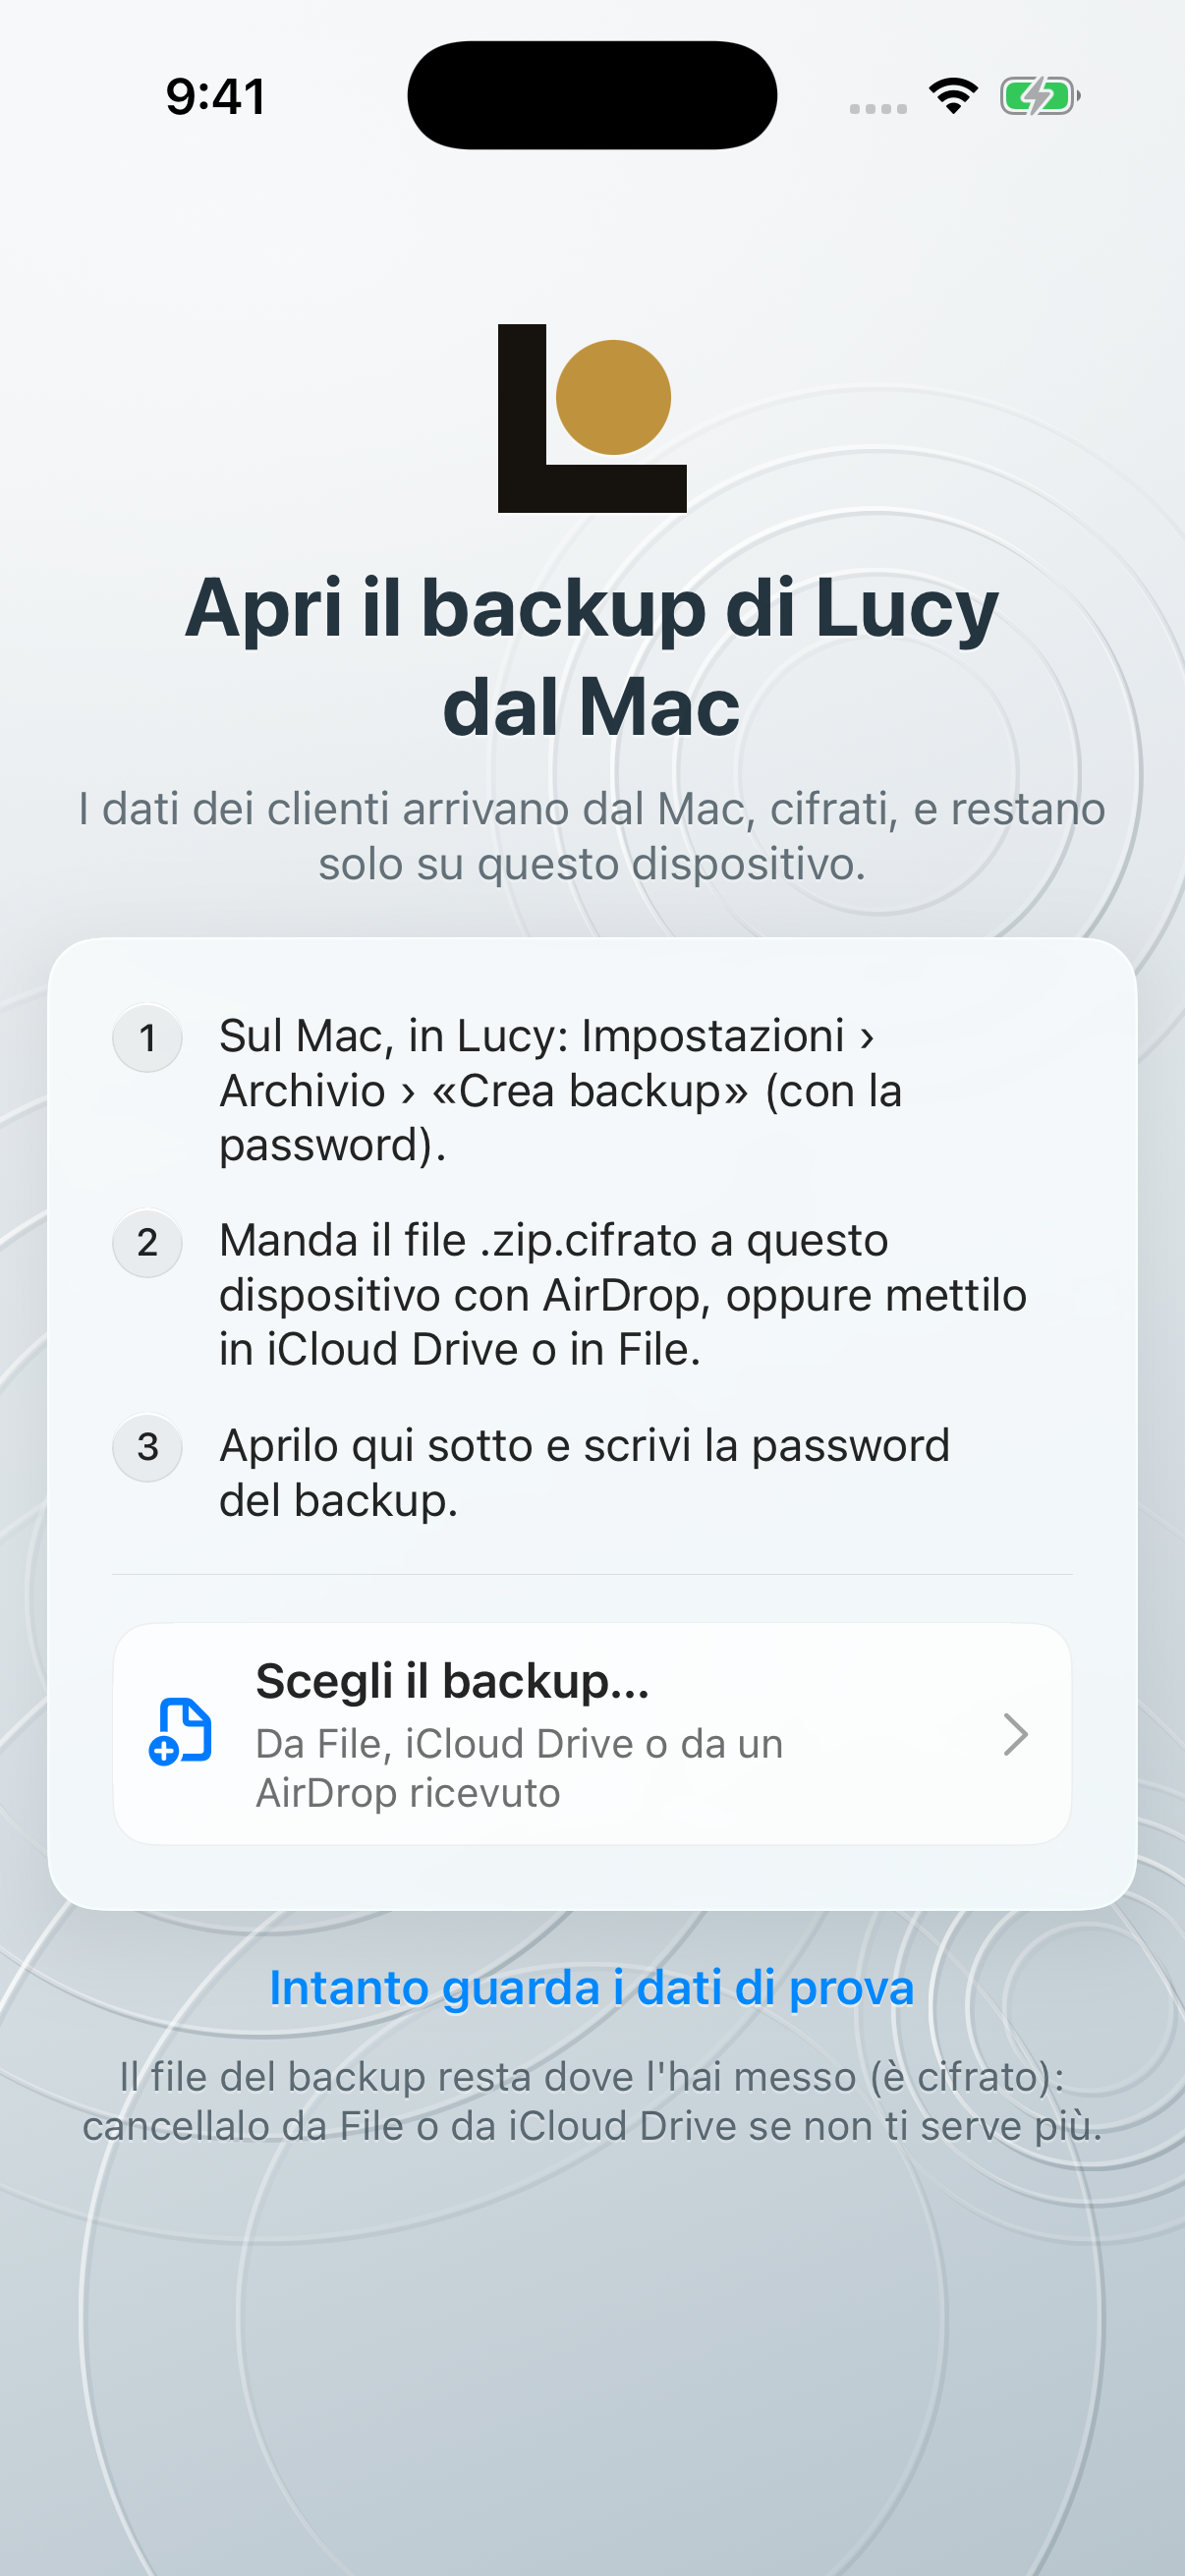 9:41
Apri il backup di Lucy
dal Mac
I dati dei clienti arrivano dal Mac, cifrati, e restano
solo su questo dispositivo.
1
Sul Mac, in Lucy: Impostazioni ›
Archivio › «Crea backup» (con la
password).
2
Manda il file .zip.cifrato a questo
dispositivo con AirDrop, oppure mettilo
in iCloud Drive o in File.
3
Aprilo qui sotto e scrivi la password
del backup.
Scegli il backup...
Da File, iCloud Drive o da un
AirDrop ricevuto
Intanto guarda i dati di prova
Il file del backup resta dove l'hai messo (è cifrato):
cancellalo da File o da iCloud Drive se non ti serve più.